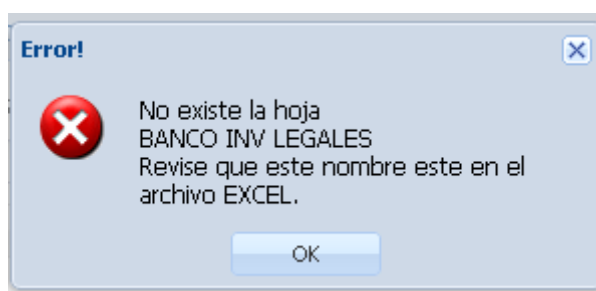 Error!
No existe la hoja
BANCO INV LEGALES
Revise que este nombre este en el
archivo EXCEL.
OK